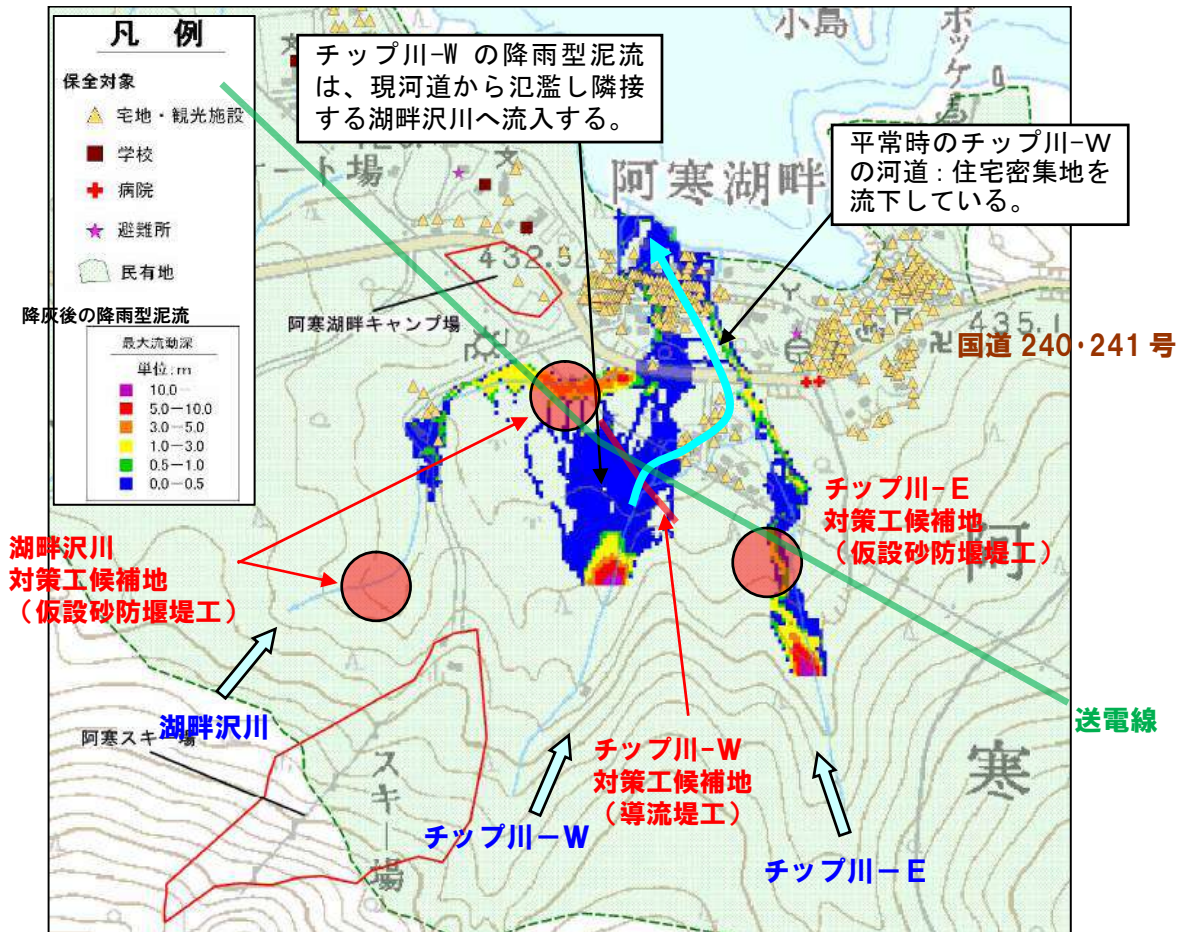 凡 例
保全対象
宅地・観光施設
学校
病院
避難所
民有地
降灰後の降雨型泥流
最大流動深
単位:m
10.0－
5.0－10.0
3.0－5.0
1.0－3.0
0.5－1.0
0.0－0.5
チップ川-W の降雨型泥流
は、現河道から氾濫し隣接
する湖畔沢川へ流入する。
小島
ボッケ
平常時のチップ川-W
の河道：住宅密集地を
流下している。
ート場
阿寒湖畔
432.5
阿寒湖畔キャンプ場
435.1
国道 240・241 号
湖畔沢川
対策工候補地
（仮設砂防堰堤工）
チップ川-E
対策工候補地
（仮設砂防堰堤工）
阿
寒
湖畔沢川
送電線
阿寒スキー場
スキー場
チップ川-W
対策工候補地
（導流堤工）
チップ川－W
チップ川－E